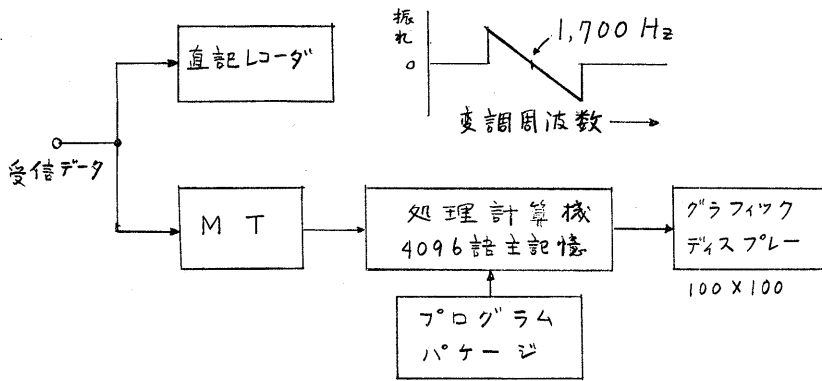 直記レコーダ
振れ
0
1,700 Hz
変調周波数
受信データ
MT
処理計算機
4096語主記憶
グラフィック
ディスプレー
100×100
プログラム
パケージ